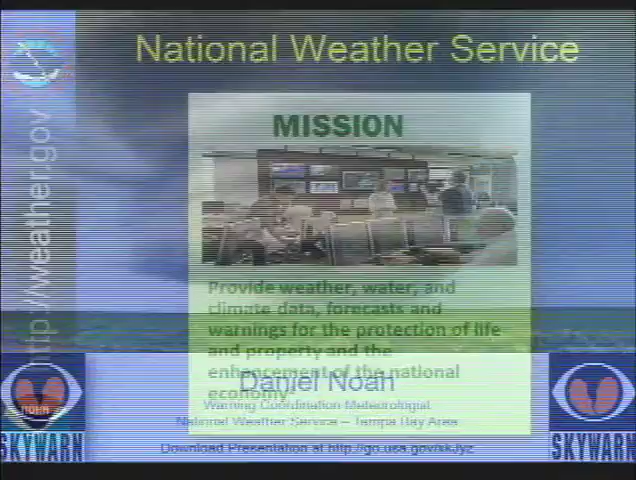 National Weather Service
MISSION
http://weather.gov
Provide weather, water, and
climate data, forecasts and
warnings for the protection of life
and property and the
enhancement of the national
economy
Daniel Noah
Warning Coordination Meteorologist
National Weather Service – Tampa Bay Area
Download Presentation at http://go.usa.gov/xkJyz
NOAA
SKYWARN
SKYWARN